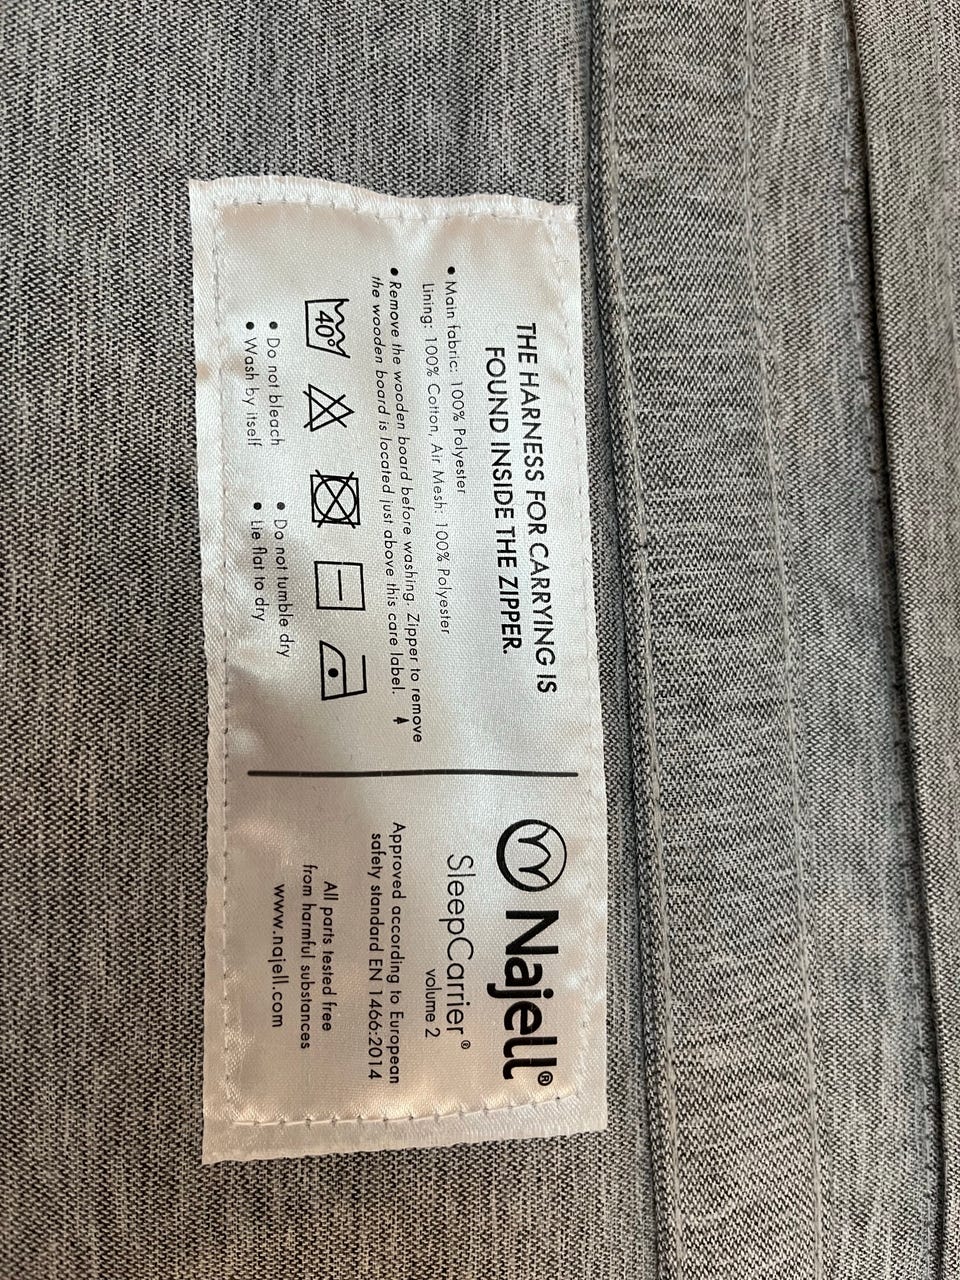 THE HARNESS FOR CARRYING IS
FOUND INSIDE THE ZIPPER.
• Main fabric: 100% Polyester
Lining: 100% Cotton, Air Mesh: 100% Polyester
• Remove the wooden board before washing. Zipper to remove
the wooden board is located just above this care label.
40°
• Do not bleach
• Wash by itself
• Do not tumble dry
• Lie flat to dry
Najell®
SleepCarrier®
volume 2
Approved according to European
safety standard EN 1466:2014
All parts tested free
from harmful substances
www.najell.com